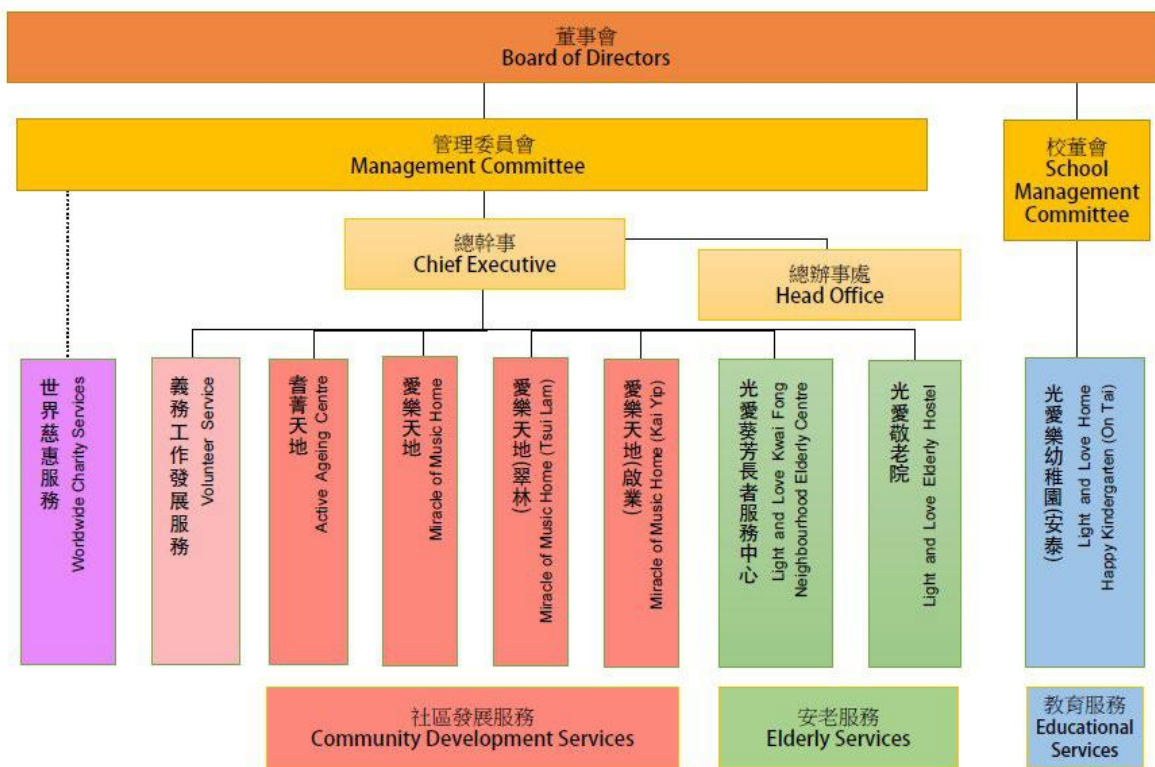 董事會
Board of Directors
管理委員會
Management Committee
校董會
School
Management
Committee
總幹事
Chief Executive
總辦事處
Head Office
世界慈惠服務
Worldwide Charity Services
義務工作發展服務
Volunteer Service
耆菁天地
Active Ageing Centre
愛樂天地
Miracle of Music Home
愛樂天地(翠林)
Miracle of Music Home (Tsui Lam)
愛樂天地(啟業)
Miracle of Music Home (Kai Yip)
光愛葵芳長者服務中心
Light and Love Kwai Fong
Neighbourhood Elderly Centre
光愛敬老院
Light and Love Elderly Hostel
光愛樂幼稚園(安泰)
Light and Love Home
Happy Kindergarten (On Tai)
社區發展服務
Community Development Services
安老服務
Elderly Services
教育服務
Educational
Services